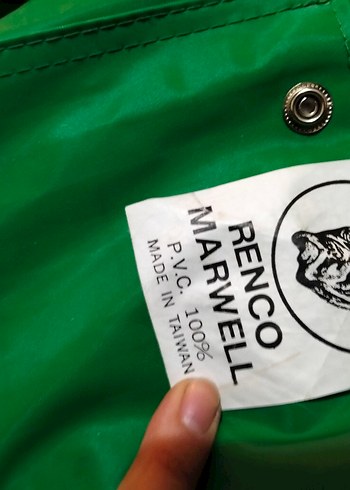 RENCO
MARWELL
P.V.C. 100%
MADE IN TAIWAN